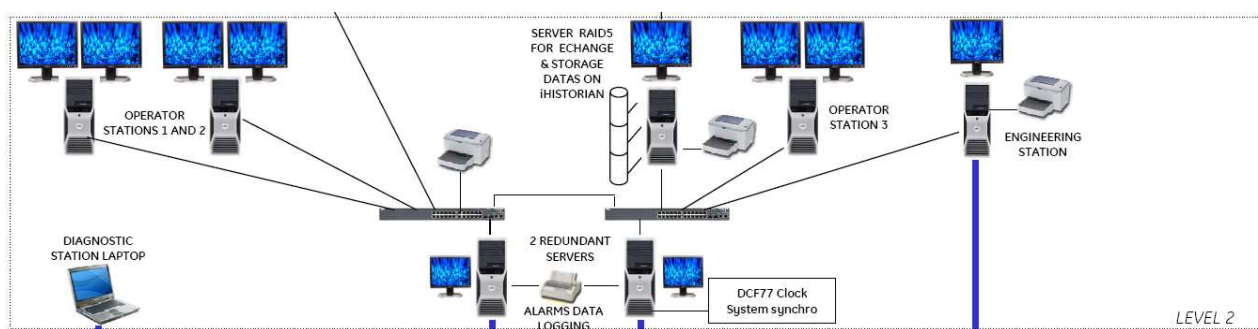 SERVER RAID5
FOR ECHANGE
& STORAGE
DATAS ON
iHISTORIAN
OPERATOR
STATIONS 1 AND 2
OPERATOR
STATION 3
ENGINEERING
STATION
DIAGNOSTIC
STATION LAPTOP
2 REDUNDANT
SERVERS
ALARMS DATA
LOGGING
DCF77 Clock
System synchro
LEVEL 2